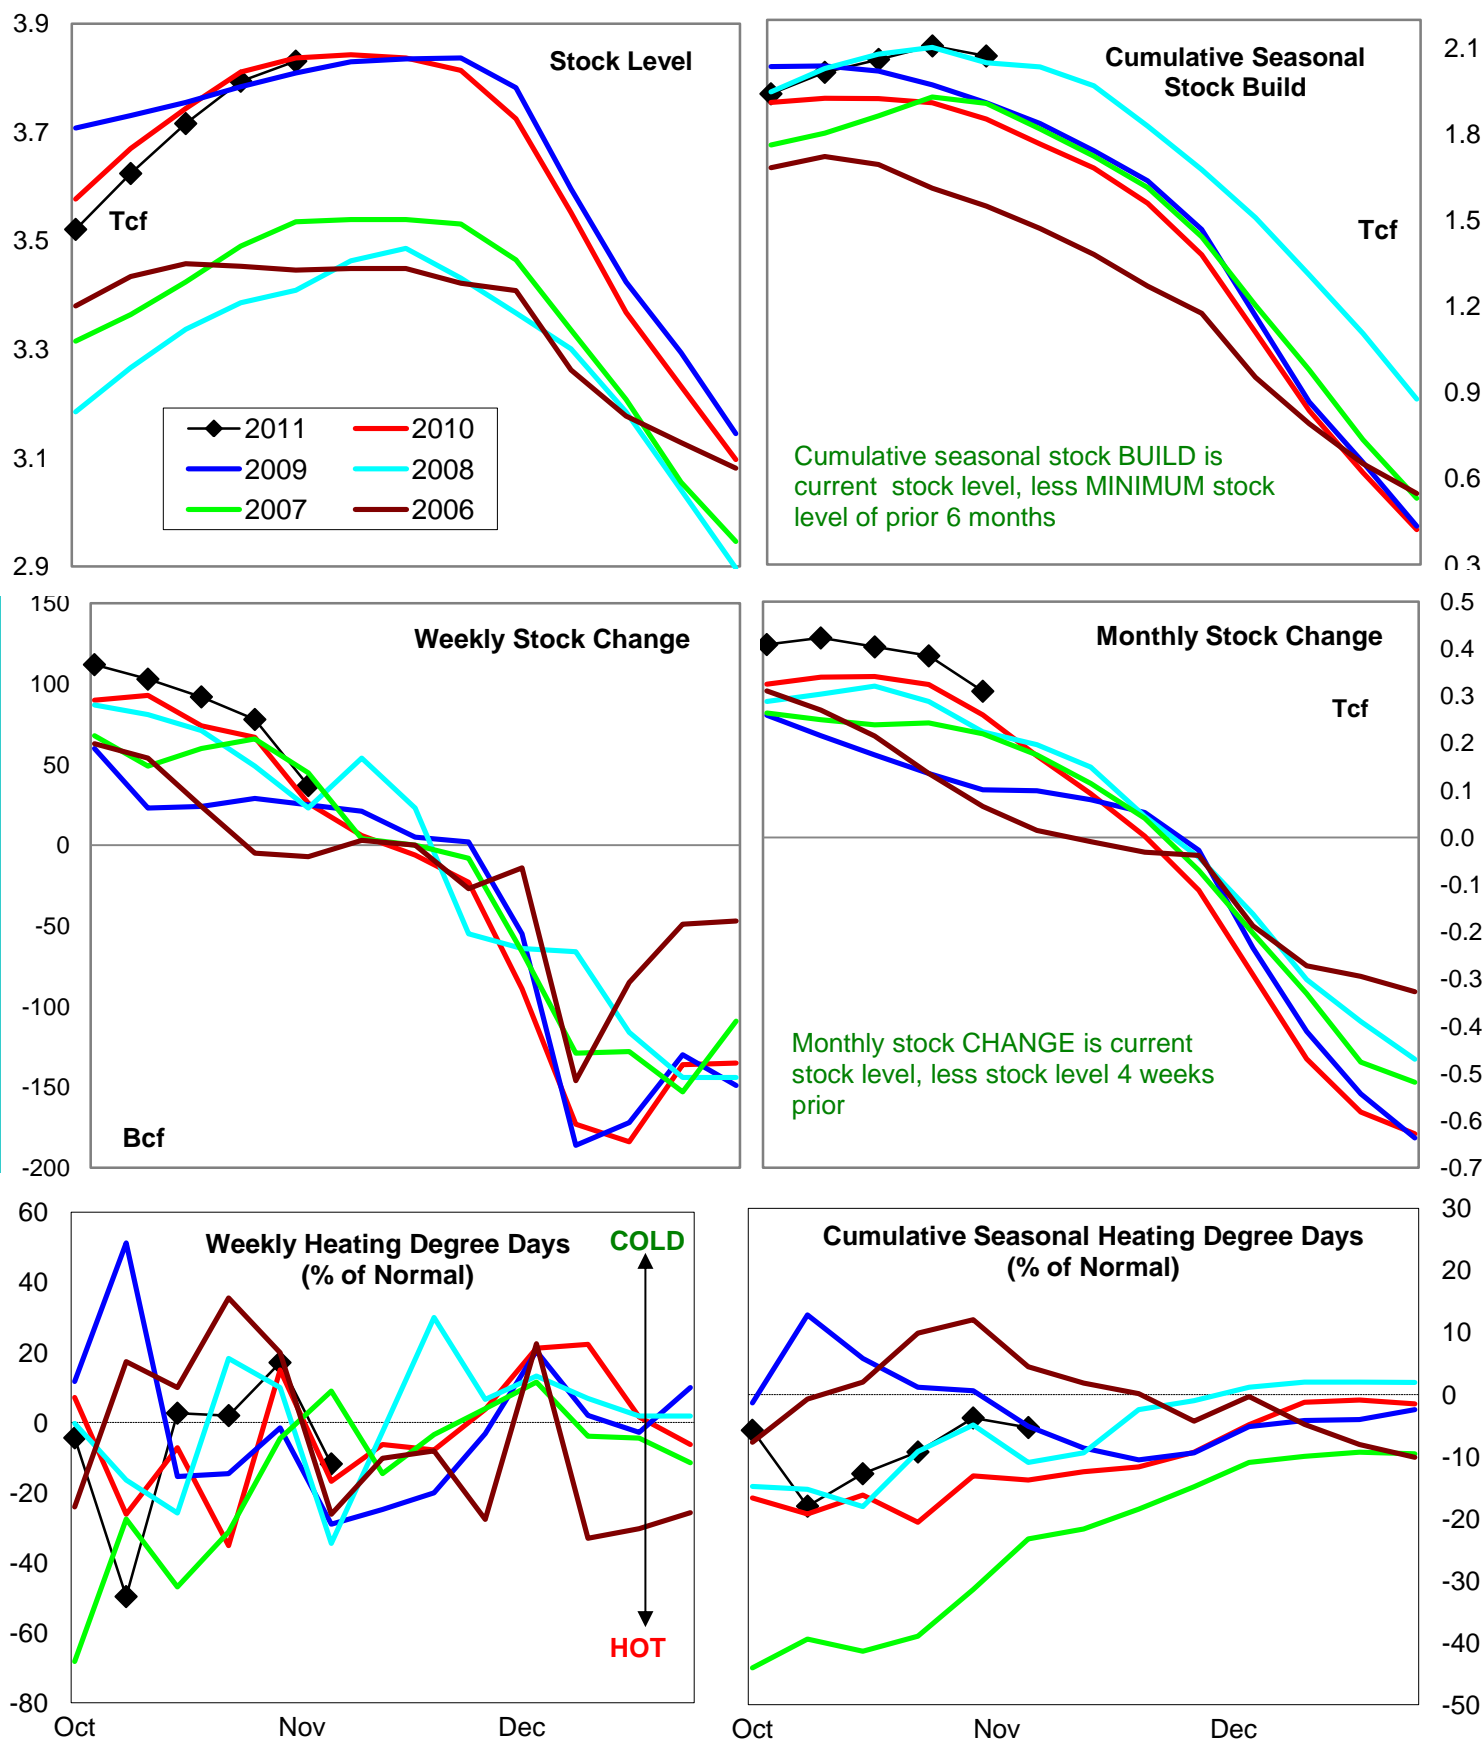 3.9
3.7
3.5
3.3
3.1
2.9
Stock Level
Tcf
2011
2010
2009
2008
2007
2006
Cumulative Seasonal
Stock Build
Tcf
Cumulative seasonal stock BUILD is
current stock level, less MINIMUM stock
level of prior 6 months
2.1
1.8
1.5
1.2
0.9
0.6
0.3
150
100
50
0
-50
-100
-150
-200
Weekly Stock Change
Bcf
Monthly Stock Change
Tcf
Monthly stock CHANGE is current
stock level, less stock level 4 weeks
prior
0.5
0.4
0.3
0.2
0.1
0.0
-0.1
-0.2
-0.3
-0.4
-0.5
-0.6
-0.7
60
40
20
0
-20
-40
-60
-80
Weekly Heating Degree Days
(% of Normal)
COLD
HOT
Oct
Nov
Dec
Cumulative Seasonal Heating Degree Days
(% of Normal)
30
20
10
0
-10
-20
-30
-40
-50
Oct
Nov
Dec